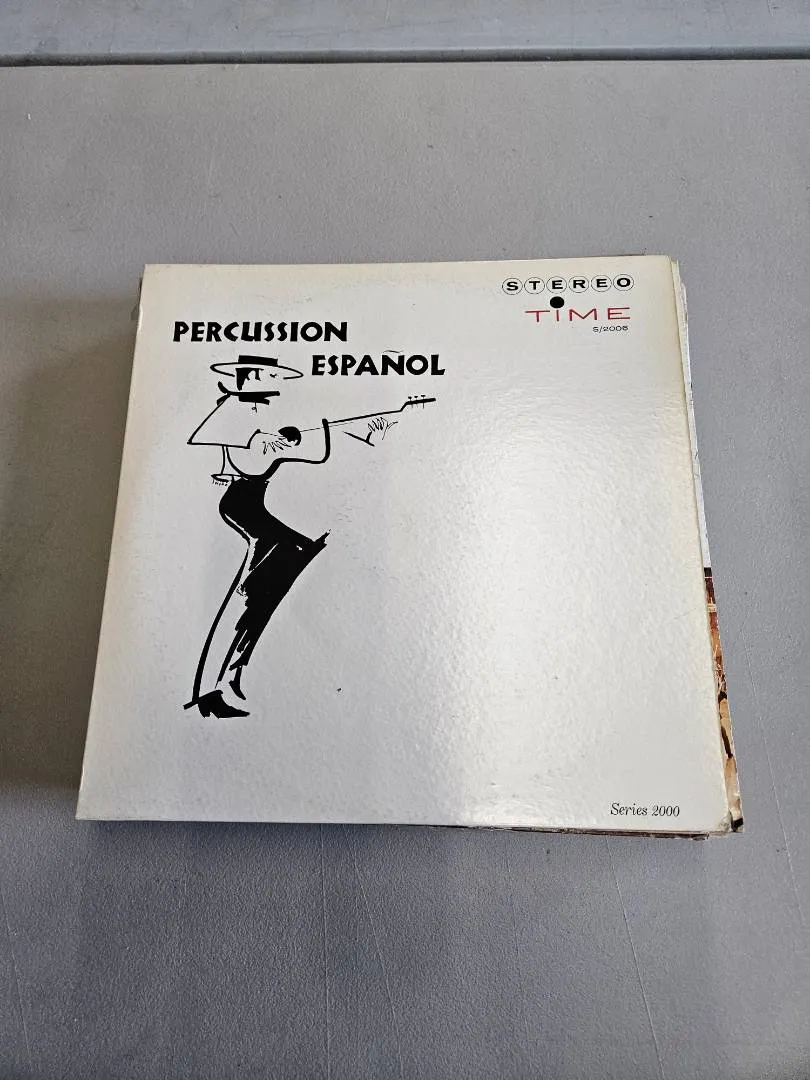 STEREO
TIME
S/2006
PERCUSSION
ESPAÑOL
Series 2000